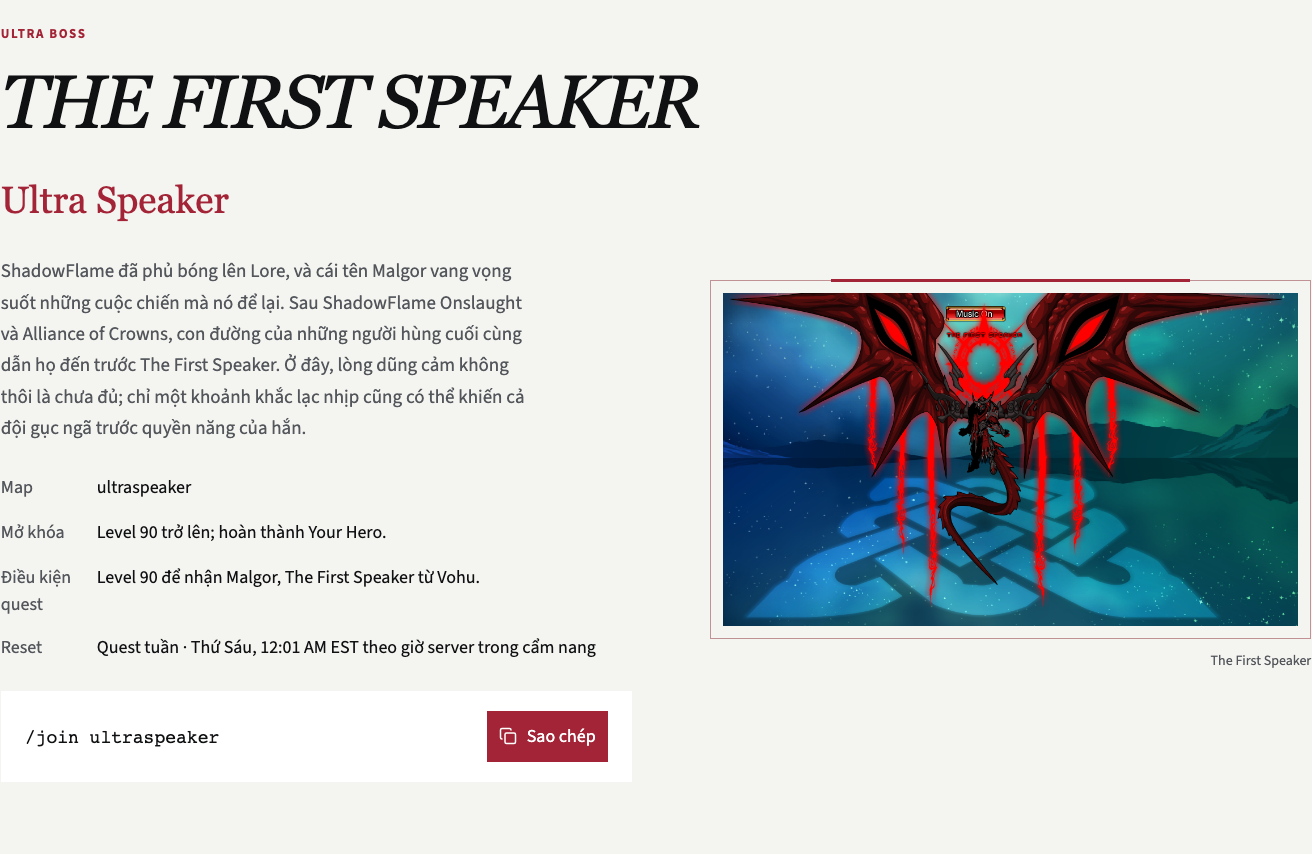 ULTRA BOSS
THE FIRST SPEAKER
Ultra Speaker
ShadowFlame đã phủ bóng lên Lore, và cái tên Malgor vang vọng
suốt những cuộc chiến mà nó để lại. Sau ShadowFlame Onslaught
và Alliance of Crowns, con đường của những người hùng cuối cùng
dẫn họ đến trước The First Speaker. Ở đây, lòng dũng cảm không
thôi là chưa đủ; chỉ một khoảnh khắc lạc nhịp cũng có thể khiến cả
đội gục ngã trước quyền năng của hắn.
Map ultraspeaker
Mở khóa Level 90 trở lên; hoàn thành Your Hero.
Điều kiện Level 90 để nhận Malgor, The First Speaker từ Vohu.
quest
Reset Quest tuần · Thứ Sáu, 12:01 AM EST theo giờ server trong cẩm nang
/join ultraspeaker Sao chép
Music On
THE FIRST SPEAKER
The First Speaker